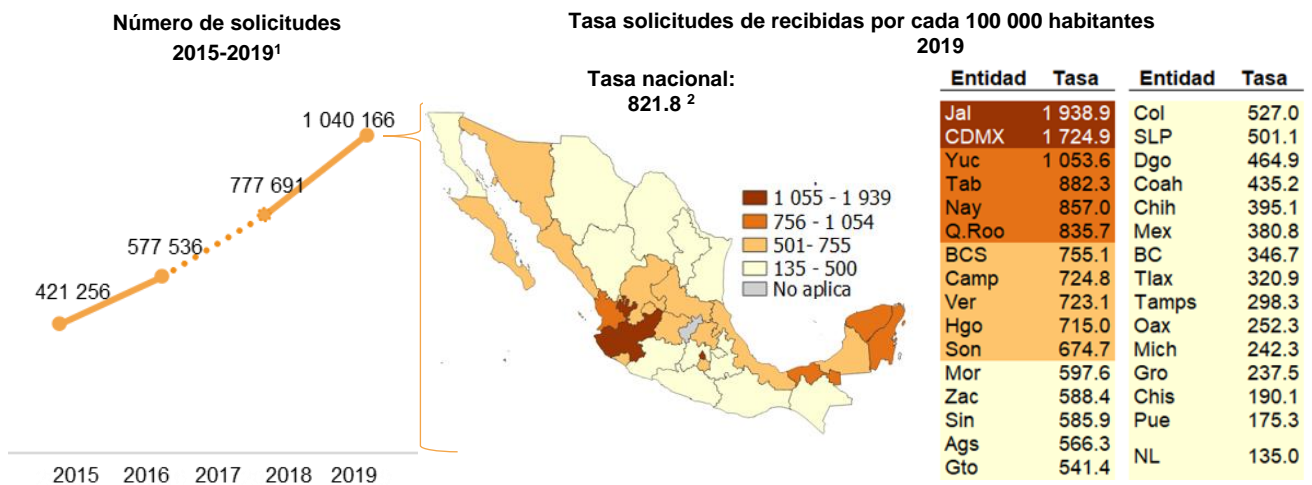 Número de solicitudes
2015-2019¹
1 040 166
777 691
577 536
421 256
2015 2016 2017 2018 2019
Tasa solicitudes de recibidas por cada 100 000 habitantes
2019
Tasa nacional:
821.8 ²
1 055 - 1 939
756 - 1 054
501- 755
135 - 500
No aplica
Entidad Tasa
Jal 1 938.9
CDMX 1 724.9
Yuc 1 053.6
Tab 882.3
Nay 857.0
Q.Roo 835.7
BCS 755.1
Camp 724.8
Ver 723.1
Hgo 715.0
Son 674.7
Mor 597.6
Zac 588.4
Sin 585.9
Ags 566.3
Gto 541.4
Entidad Tasa
Col 527.0
SLP 501.1
Dgo 464.9
Coah 435.2
Chih 395.1
Mex 380.8
BC 346.7
Tlax 320.9
Tamps 298.3
Oax 252.3
Mich 242.3
Gro 237.5
Chis 190.1
Pue 175.3
NL 135.0